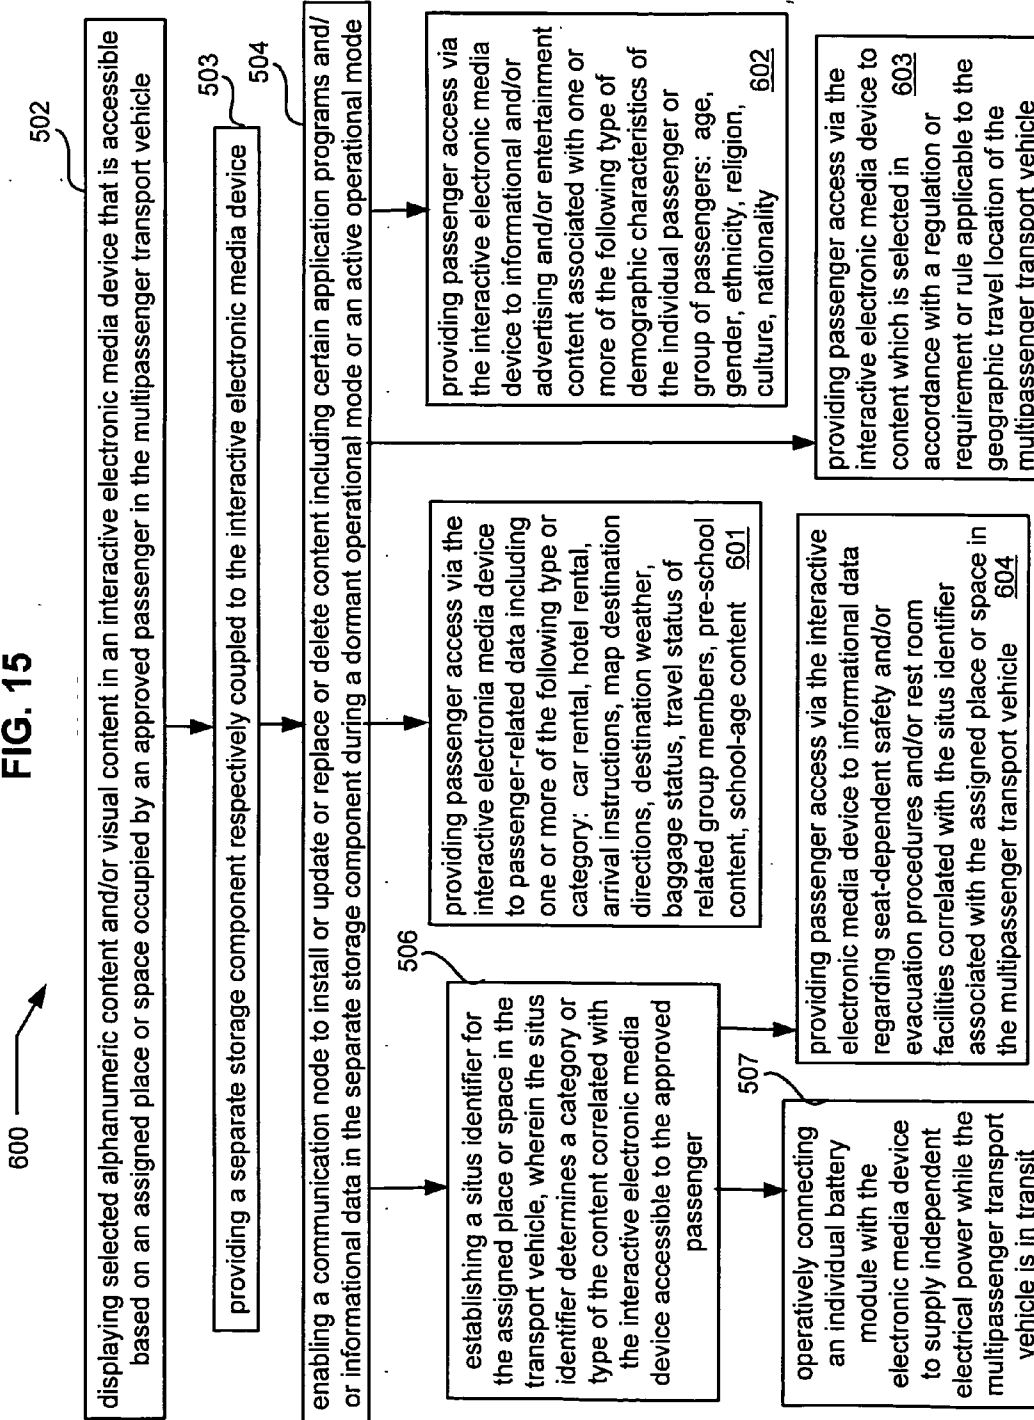 FIG. 15
600
502
displaying selected alphanumeric content and/or visual content in an interactive electronic media device that is accessible
based on an assigned place or space occupied by an approved passenger in the multipassenger transport vehicle
503
providing a separate storage component respectively coupled to the interactive electronic media device
504
enabling a communication node to install or update or replace or delete content including certain application programs and/
or informational data in the separate storage component during a dormant operational mode or an active operational mode
506
establishing a situs identifier for
the assigned place or space in the
transport vehicle, wherein the situs
identifier determines a category or
type of the content correlated with
the interactive electronic media
device accessible to the approved
passenger
providing passenger access via the
interactive electronia media device
to passenger-related data including
one or more of the following type or
category: car rental, hotel rental,
arrival instructions, map destination
directions, destination weather,
baggage status, travel status of
related group members, pre-school
content, school-age content 601
providing passenger access via
the interactive electronic media
device to informational and/or
advertising and/or entertainment
content associated with one or
more of the following type of
demographic characteristics of
the individual passenger or
group of passengers: age,
gender, ethnicity, religion,
culture, nationality 602
507
operatively connecting
an individual battery
module with the
electronic media device
to supply independent
electrical power while the
multipassenger transport
vehicle is in transit
providing passenger access via the interactive
electronic media device to informational data
regarding seat-dependent safety and/or
evacuation procedures and/or rest room
facilities correlated with the situs identifier
associated with the assigned place or space in
the multipassenger transport vehicle 604
providing passenger access via the
interactive electronic media device to
content which is selected in 603
accordance with a regulation or
requirement or rule applicable to the
geographic travel location of the
multipassenger transport vehicle